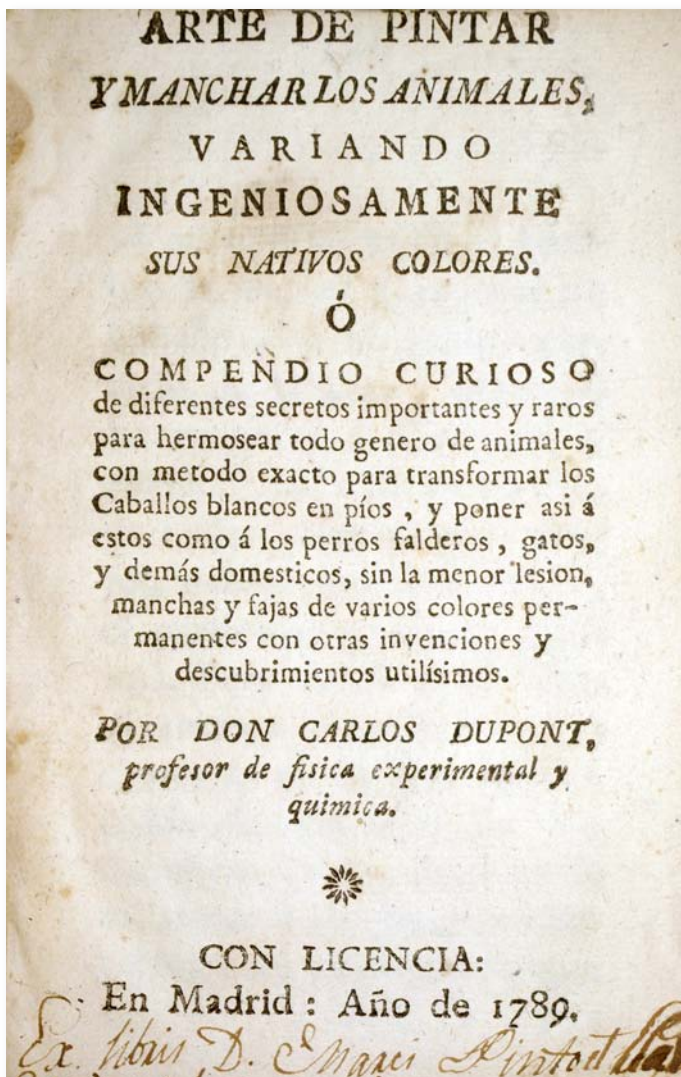 ARTE DE PINTAR
Y MANCHAR LOS ANIMALES,
VARIANDO
INGENIOSAMENTE
SUS NATIVOS COLORES.
Ó
COMPENDIO CURIOSO
de diferentes secretos importantes y raros
para hermosear todo genero de animales,
con metodo exacto para transformar los
Caballos blancos en píos , y poner asi á
estos como á los perros falderos , gatos,
y demás domesticos, sin la menor lesion,
manchas y fajas de varios colores per-
manentes con otras invenciones y
descubrimientos utilísimos.
POR DON CARLOS DUPONT,
profesor de fisica experimental y
quimica.
CON LICENCIA:
En Madrid : Año de 1789.
Ex libris D.